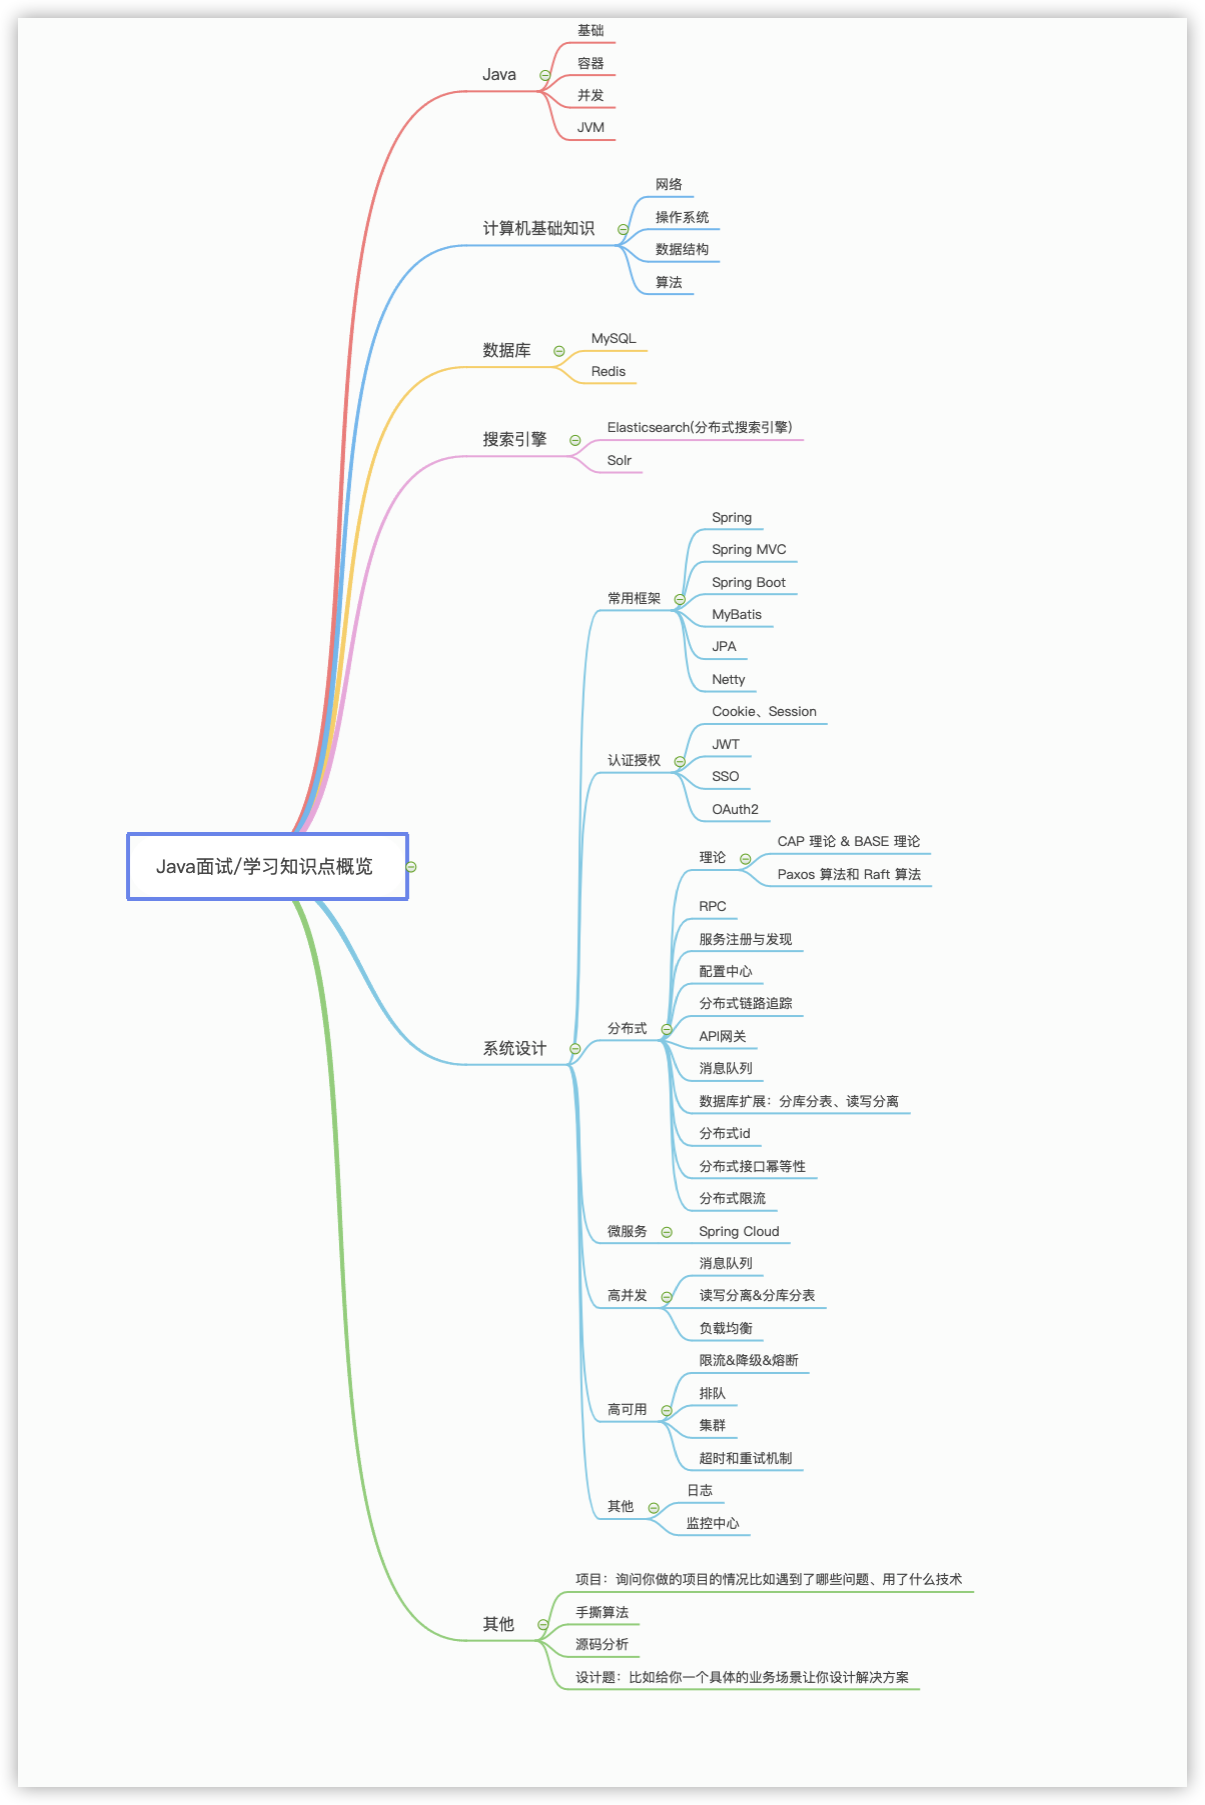 基础
Java
容器
并发
JVM
网络
计算机基础知识
操作系统
数据结构
算法
MySQL
数据库
Redis
Elasticsearch(分布式搜索引擎)
搜索引擎
Solr
Spring
Spring MVC
Spring Boot
常用框架
MyBatis
JPA
Netty
Cookie、Session
JWT
认证授权
SSO
OAuth2
CAP 理论 & BASE 理论
理论
Java面试/学习知识点概览
Paxos 算法和 Raft 算法
RPC
服务注册与发现
配置中心
分布式链路追踪
分布式
API网关
系统设计
消息队列
数据库扩展：分库分表、读写分离
分布式id
分布式接口幂等性
分布式限流
微服务
Spring Cloud
消息队列
高并发
读写分离&分库分表
负载均衡
限流&降级&熔断
排队
高可用
集群
超时和重试机制
日志
其他
监控中心
项目：询问你做的项目的情况比如遇到了哪些问题、用了什么技术
手撕算法
其他
源码分析
设计题：比如给你一个具体的业务场景让你设计解决方案